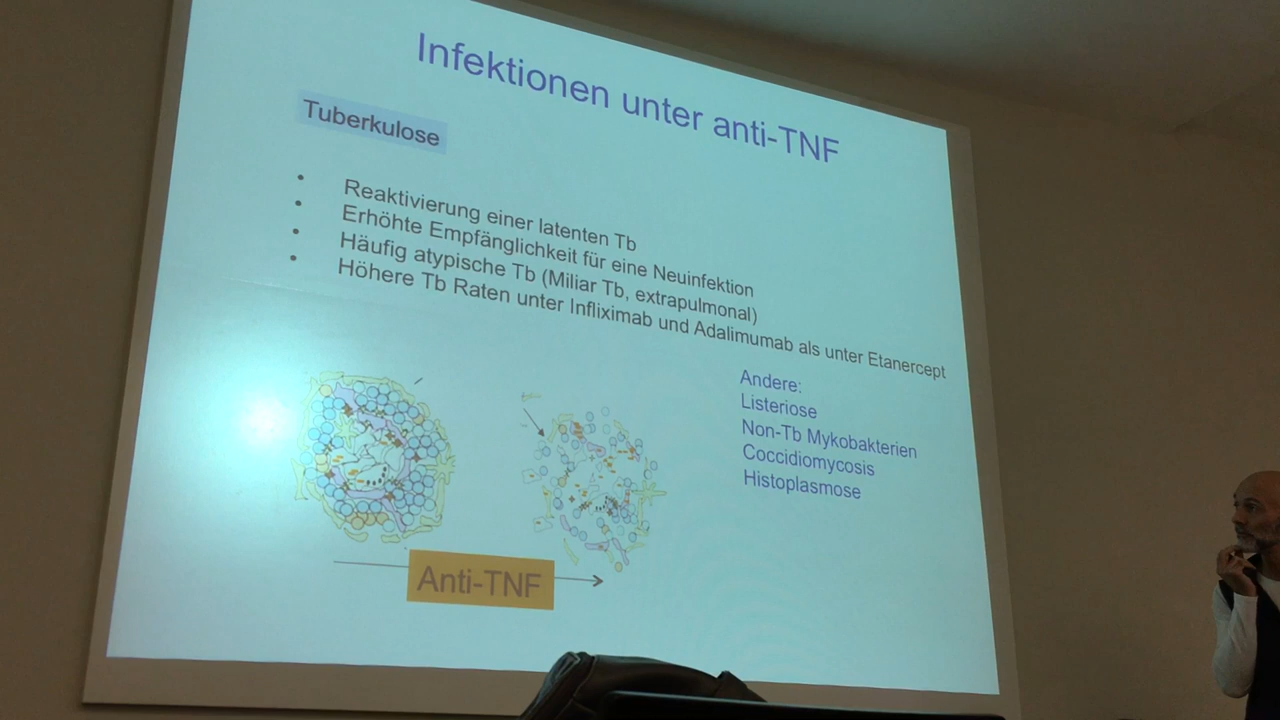 Infektionen unter anti-TNF
Tuberkulose
• Reaktivierung einer latenten Tb
• Erhöhte Empfänglichkeit für eine Neuinfektion
• Häufig atypische Tb (Miliar Tb, extrapulmonal)
• Höhere Tb Raten unter Infliximab und Adalimumab als unter Etanercept
Andere:
Listeriose
Non-Tb Mykobakterien
Coccidiomycosis
Histoplasmose
Anti-TNF